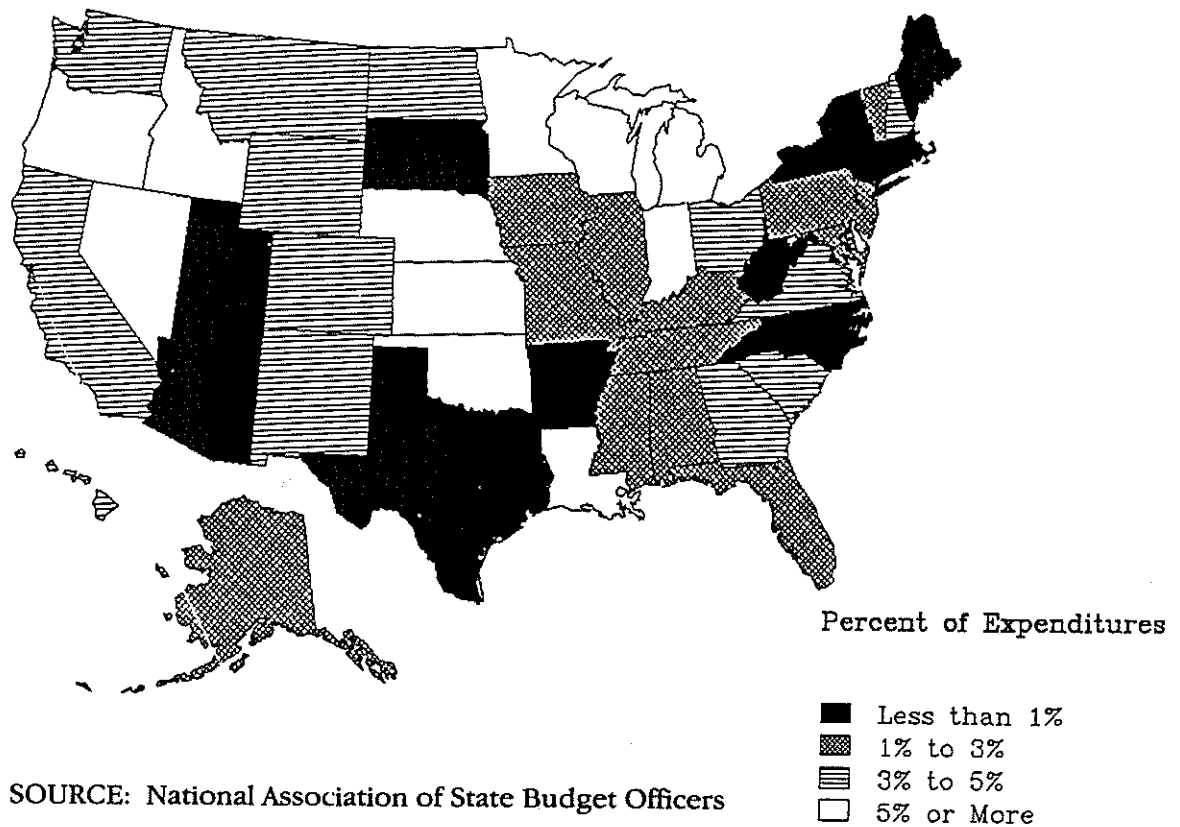 Percent of Expenditures
Less than 1%
1% to 3%
3% to 5%
5% or More
SOURCE: National Association of State Budget Officers